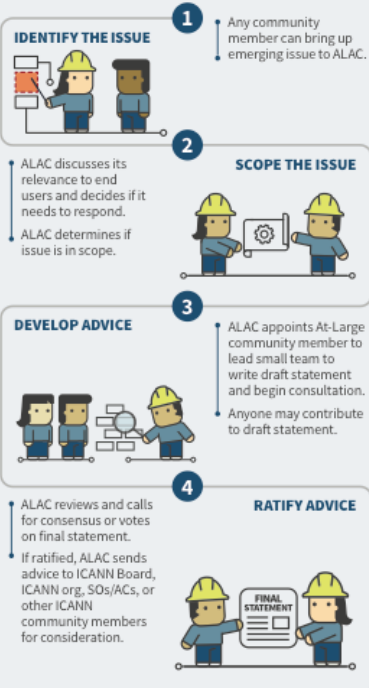 1
IDENTIFY THE ISSUE
Any community
member can bring up
emerging issue to ALAC.
2
SCOPE THE ISSUE
ALAC discusses its
relevance to end
users and decides if it
needs to respond.
ALAC determines if
issue is in scope.
3
DEVELOP ADVICE
ALAC appoints At-Large
community member to
lead small team to
write draft statement
and begin consultation.
Anyone may contribute
to draft statement.
4
RATIFY ADVICE
ALAC reviews and calls
for consensus or votes
on final statement.
If ratified, ALAC sends
advice to ICANN Board,
ICANN org, SOs/ACs, or
other ICANN
community members
for consideration.
FINAL
STATEMENT